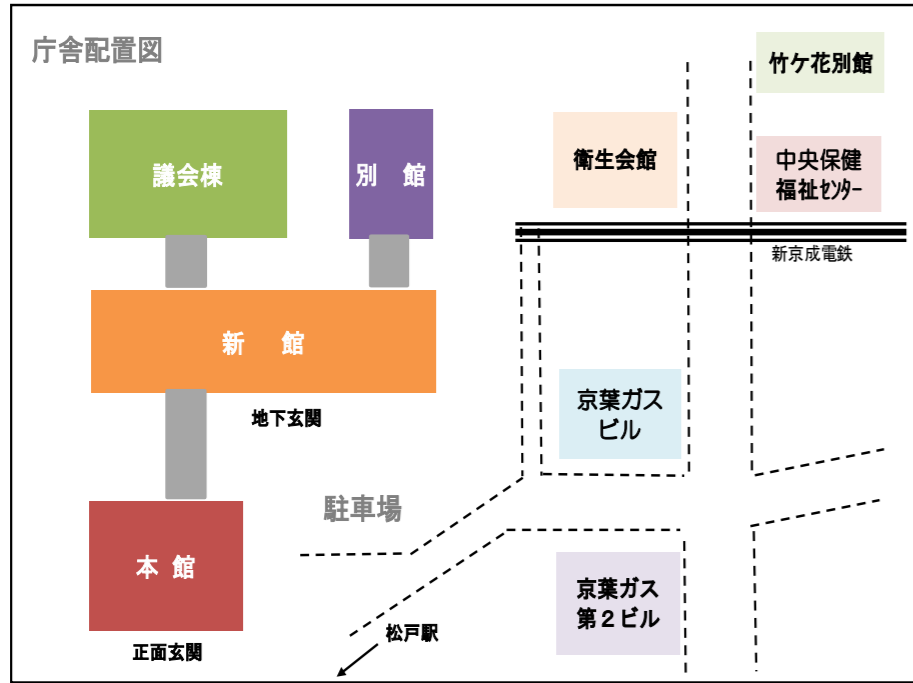 庁舎配置図
竹ケ花別館
議会棟
別　館
衛生会館
中央保健
福祉ｾﾝﾀｰ
新京成電鉄
新　館
地下玄関
京葉ガス
ビル
駐車場
本 館
京葉ガス
第２ビル
松戸駅
正面玄関